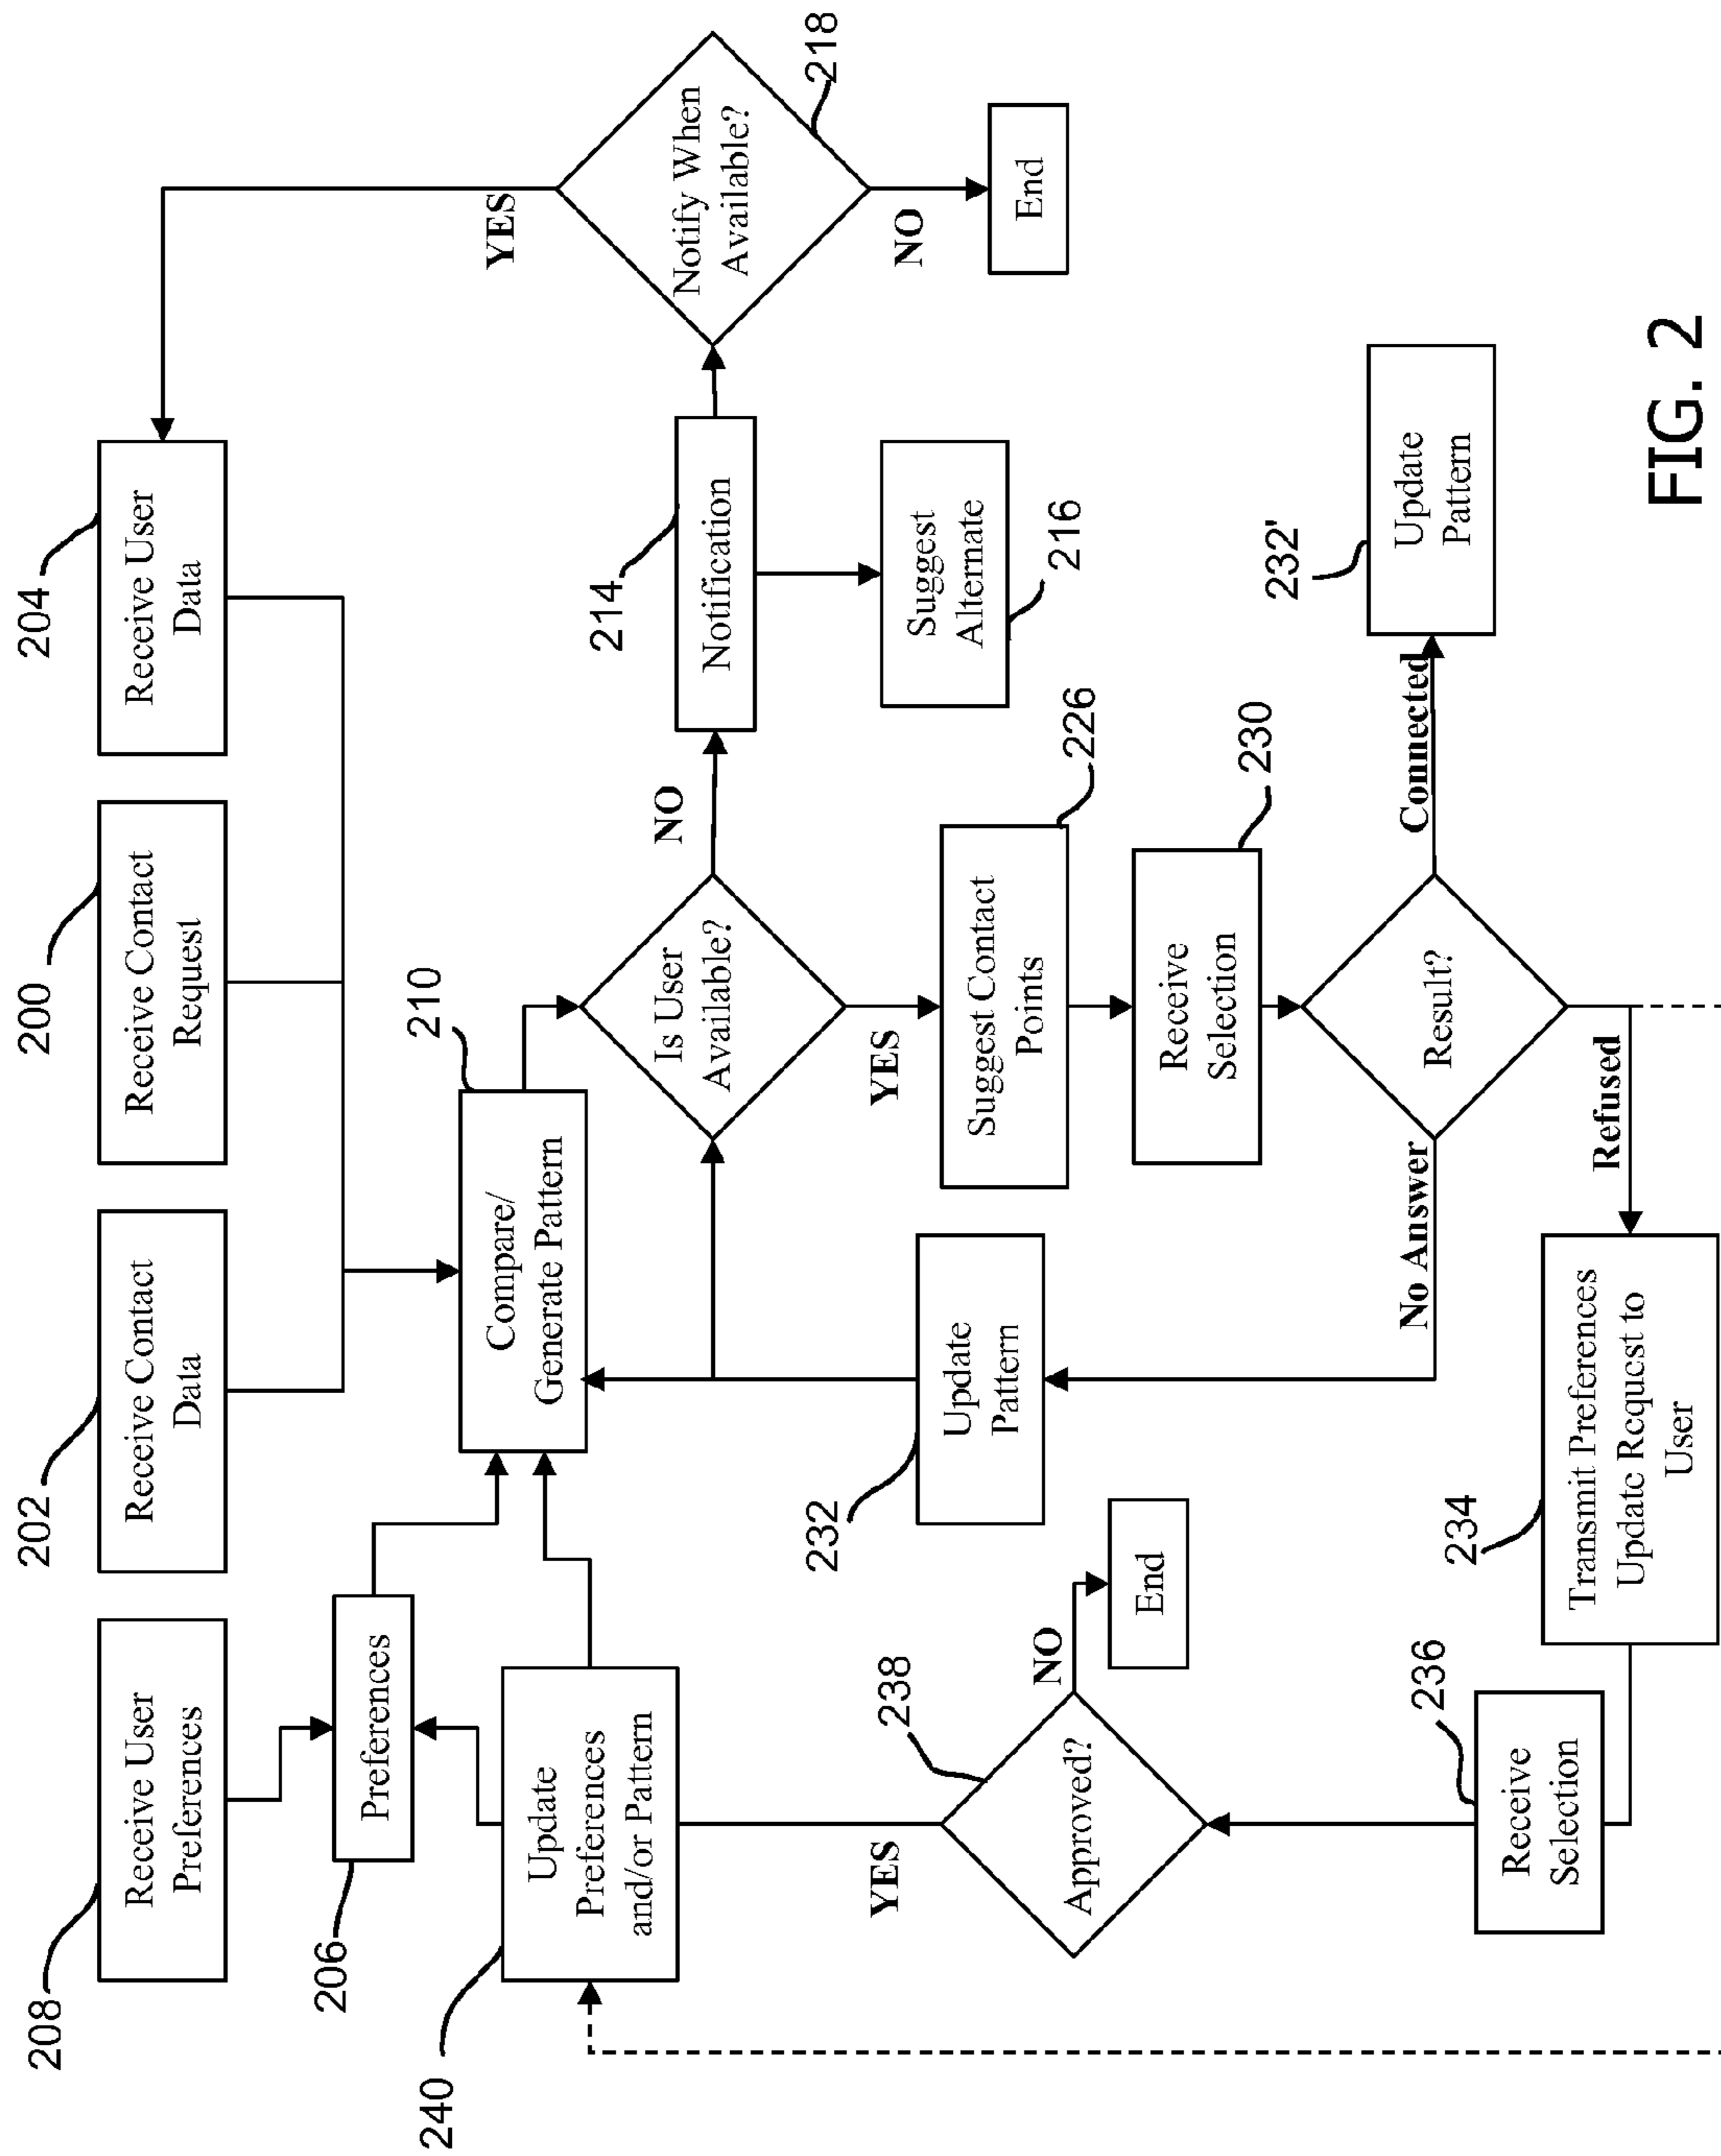 208
Receive User
Preferences
202
Receive Contact
Data
200
Receive Contact
Request
204
Receive User
Data
206
Preferences
210
Compare/
Generate Pattern
240
Update
Preferences
and/or Pattern
Is User
Available?
NO
214
Notification
Notify When
Available?
218
YES
NO
End
Suggest
Alternate
216
YES
Suggest Contact
Points
226
232
Update
Pattern
238
Approved?
YES
NO
End
Receive
Selection
230
Result?
No Answer
Connected
232'
Update
Pattern
Refused
234
Transmit Preferences
Update Request to
User
236
Receive
Selection
FIG. 2